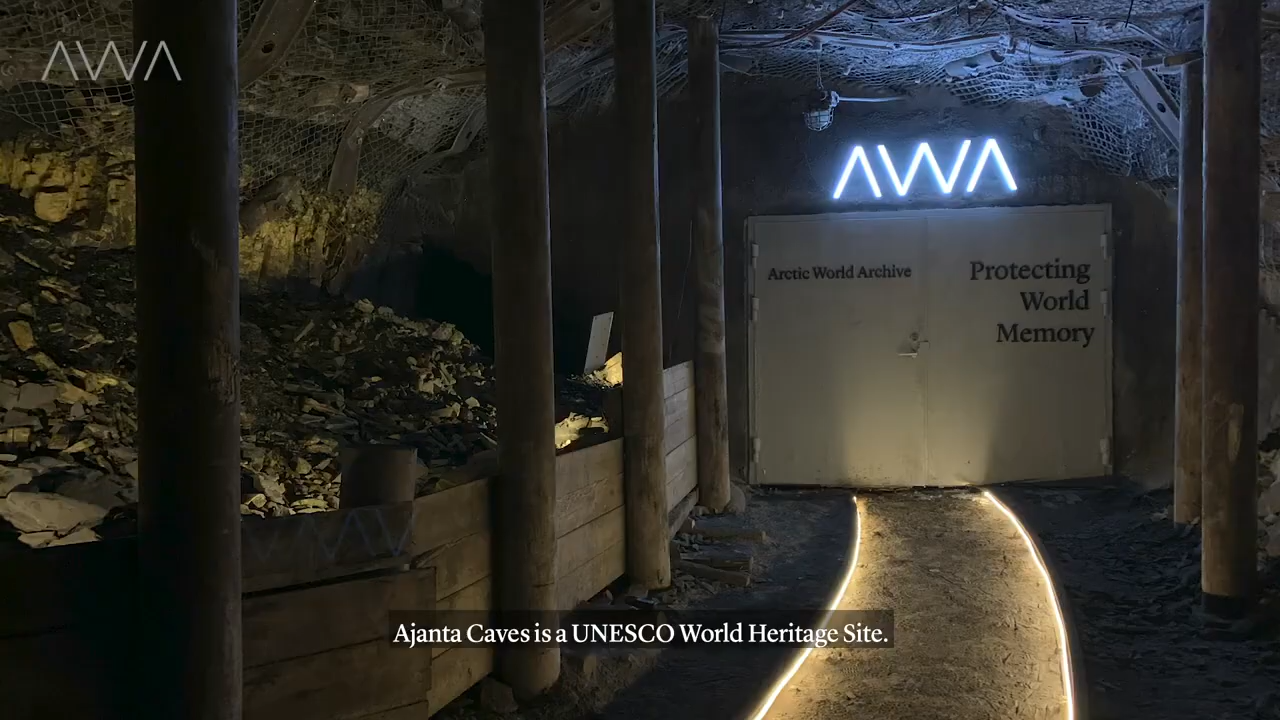 AWA
AWA
Arctic World Archive
Protecting
World
Memory
Ajanta Caves is a UNESCO World Heritage Site.